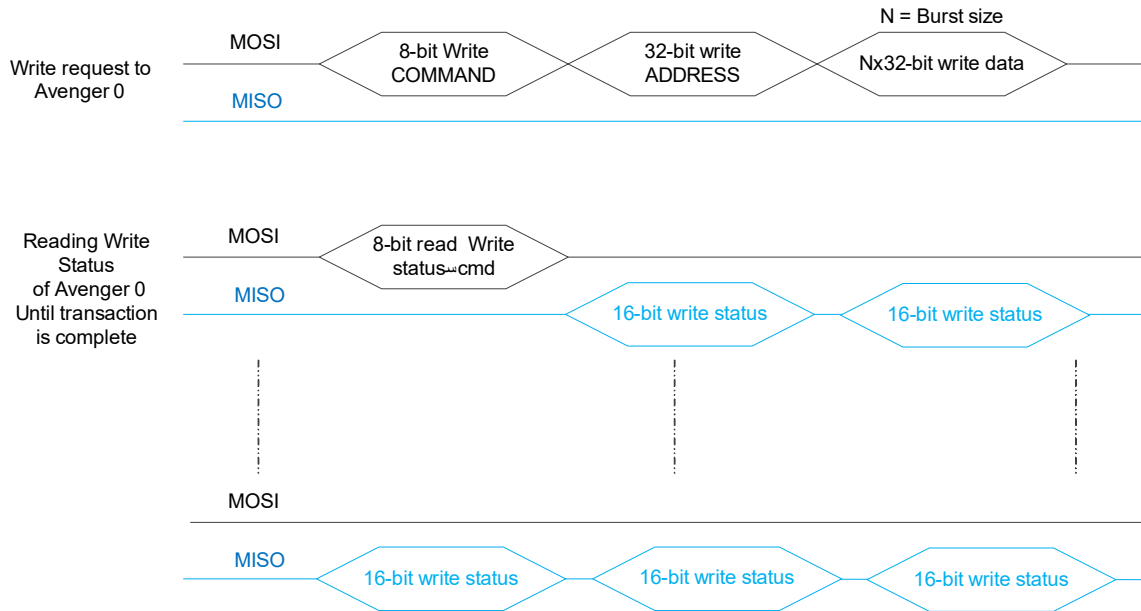 N = Burst size
MOSI
8-bit Write
COMMAND
32-bit write
ADDRESS
Nx32-bit write data
Write request to
Avenger 0
MISO
Reading Write
Status
of Avenger 0
Until transaction
is complete
MOSI
8-bit read Write
status cmd
MISO
16-bit write status
16-bit write status
MOSI
MISO
16-bit write status
16-bit write status
16-bit write status